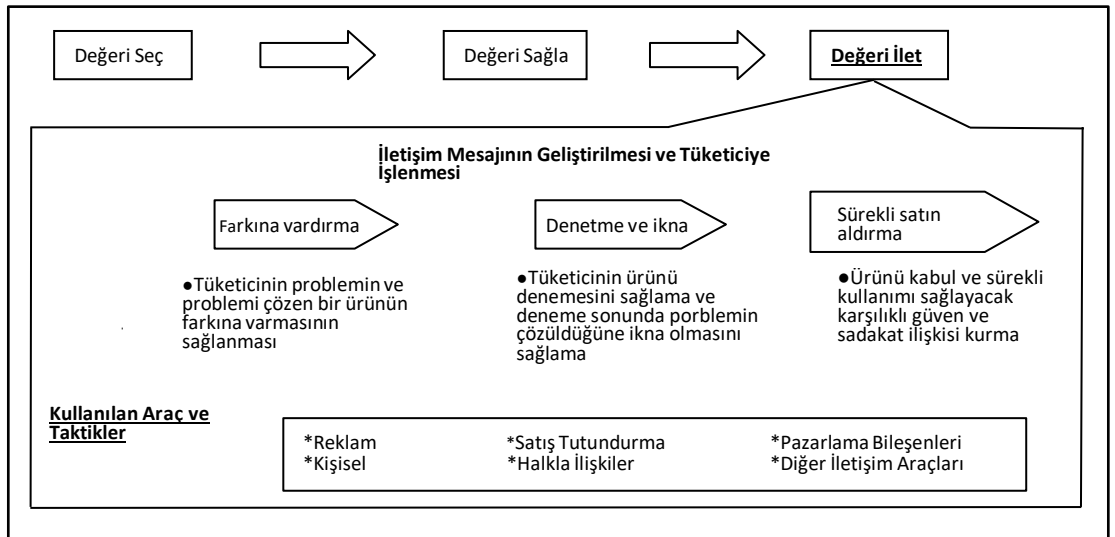 Değeri Seç
Değeri Sağla
Değeri İlet
İletişim Mesajının Geliştirilmesi ve Tüketiciye
İşlenmesi
Farkına vardırma
Denetme ve ikna
Sürekli satın
aldırma
●Tüketicinin problemin ve
problemi çözen bir ürünün
farkına varmasının
sağlanması
●Tüketicinin ürünü
denemesini sağlama ve
deneme sonunda porblemin
çözüldüğüne ikna olmasını
sağlama
●Ürünü kabul ve sürekli
kullanımı sağlayacak
karşılıklı güven ve
sadakat ilişkisi kurma
Kullanılan Araç ve
Taktikler
*Reklam
*Kişisel
*Satış Tutundurma
*Halkla İlişkiler
*Pazarlama Bileşenleri
*Diğer İletişim Araçları